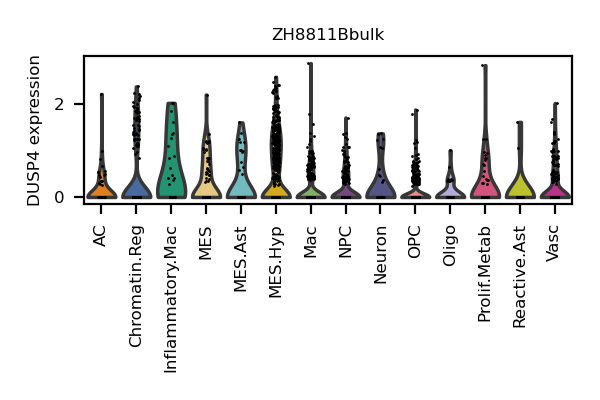 ZH8811Bbulk
DUSP4 expression
2
0
AC
Chromatin.Reg
Inflammatory.Mac
MES
MES.Ast
MES.Hyp
Mac
NPC
Neuron
OPC
Oligo
Prolif.Metab
Reactive.Ast
Vasc